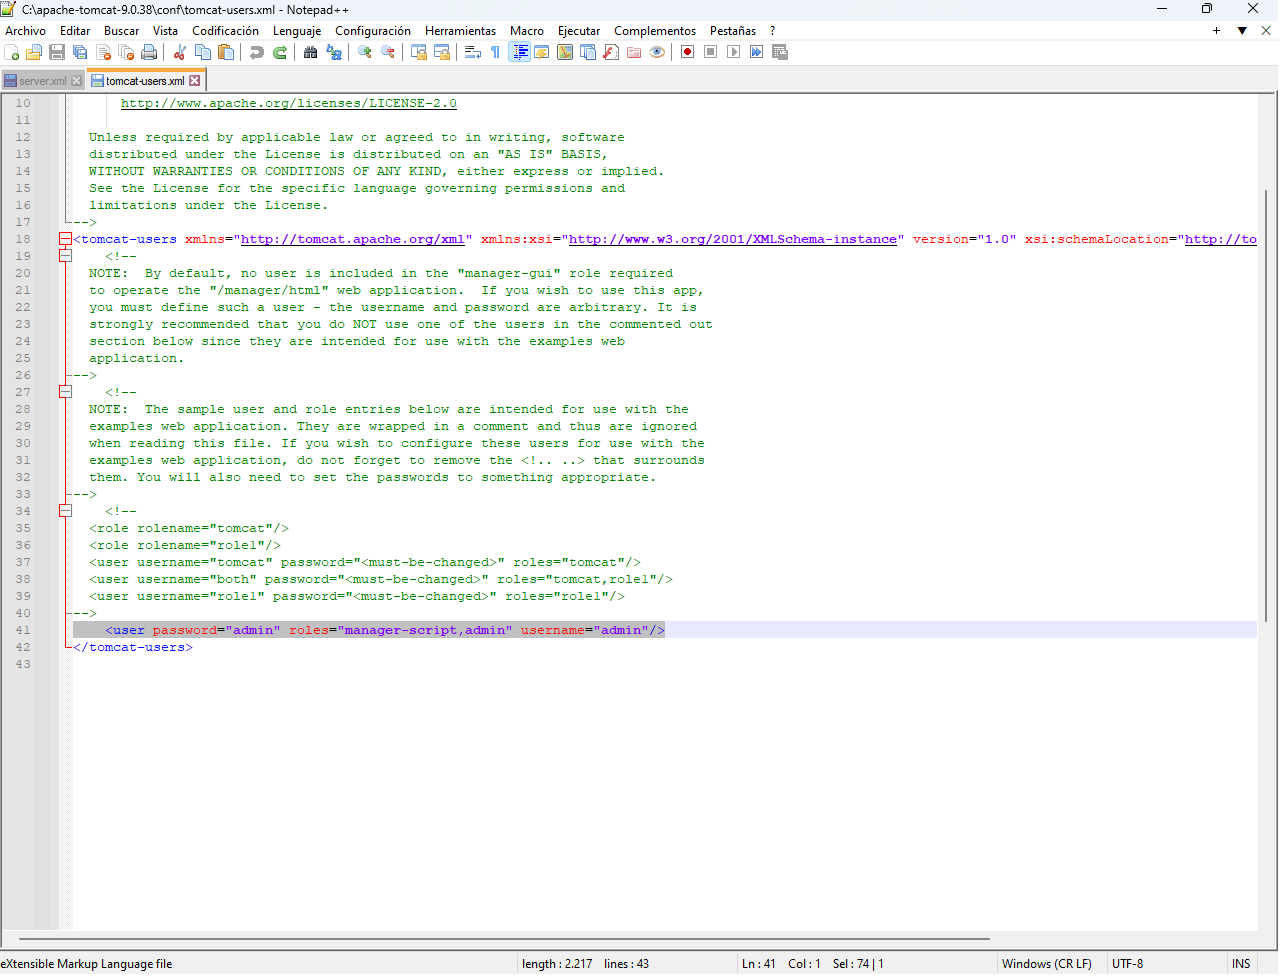 C:\apache-tomcat-9.0.38\conf\tomcat-users.xml - Notepad++
Archivo Editar Buscar Vista Codificación Lenguaje Configuración Herramientas Macro Ejecutar Complementos Pestañas ?
server.xml tomcat-users.xml
10 http://www.apache.org/licenses/LICENSE-2.0
11
12 Unless required by applicable law or agreed to in writing, software
13 distributed under the License is distributed on an "AS IS" BASIS,
14 WITHOUT WARRANTIES OR CONDITIONS OF ANY KIND, either express or implied.
15 See the License for the specific language governing permissions and
16 limitations under the License.
17 -->
18 <tomcat-users xmlns="http://tomcat.apache.org/xml" xmlns:xsi="http://www.w3.org/2001/XMLSchema-instance" version="1.0" xsi:schemaLocation="http://to
19 <!--
20 NOTE:  By default, no user is included in the "manager-gui" role required
21 to operate the "/manager/html" web application.  If you wish to use this app,
22 you must define such a user - the username and password are arbitrary. It is
23 strongly recommended that you do NOT use one of the users in the commented out
24 section below since they are intended for use with the examples web
25 application.
26 -->
27 <!--
28 NOTE:  The sample user and role entries below are intended for use with the
29 examples web application. They are wrapped in a comment and thus are ignored
30 when reading this file. If you wish to configure these users for use with the
31 examples web application, do not forget to remove the <!.. ..> that surrounds
32 them. You will also need to set the passwords to something appropriate.
33 -->
34 <!--
35 <role rolename="tomcat"/>
36 <role rolename="role1"/>
37 <user username="tomcat" password="<must-be-changed>" roles="tomcat"/>
38 <user username="both" password="<must-be-changed>" roles="tomcat,role1"/>
39 <user username="role1" password="<must-be-changed>" roles="role1"/>
40 -->
41 <user password="admin" roles="manager-script,admin" username="admin"/>
42 </tomcat-users>
43
eXtensible Markup Language file length : 2.217 lines : 43 Ln : 41 Col : 1 Sel : 74 | 1 Windows (CR LF) UTF-8 INS